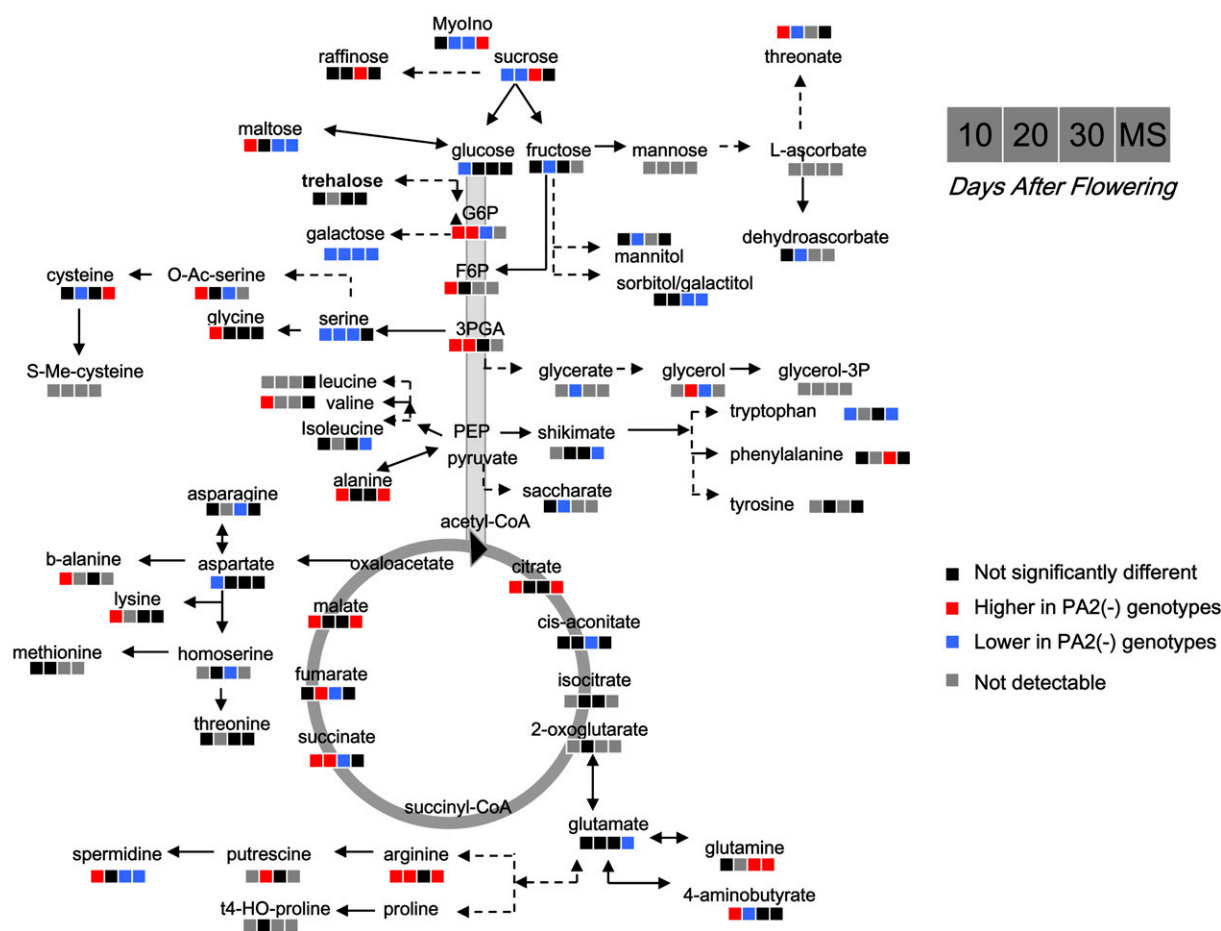 MyoIno
raffinose
sucrose
threonate
10 20 30 MS
Days After Flowering
maltose
glucose fructose
mannose
L-ascorbate
trehalose
G6P
galactose
mannitol
dehydroascorbate
cysteine
O-Ac-serine
F6P
sorbitol/galactitol
glycine
serine
3PGA
S-Me-cysteine
leucine
glycerate
glycerol
glycerol-3P
valine
tryptophan
Isoleucine
PEP
shikimate
pyruvate
phenylalanine
alanine
asparagine
saccharate
tyrosine
acetyl-CoA
b-alanine
aspartate
oxaloacetate
citrate
Not significantly different
lysine
malate
cis-aconitate
Higher in PA2(-) genotypes
Lower in PA2(-) genotypes
methionine
homoserine
fumarate
isocitrate
Not detectable
threonine
succinate
2-oxoglutarate
succinyl-CoA
glutamate
spermidine
putrescine
arginine
glutamine
4-aminobutyrate
t4-HO-proline
proline